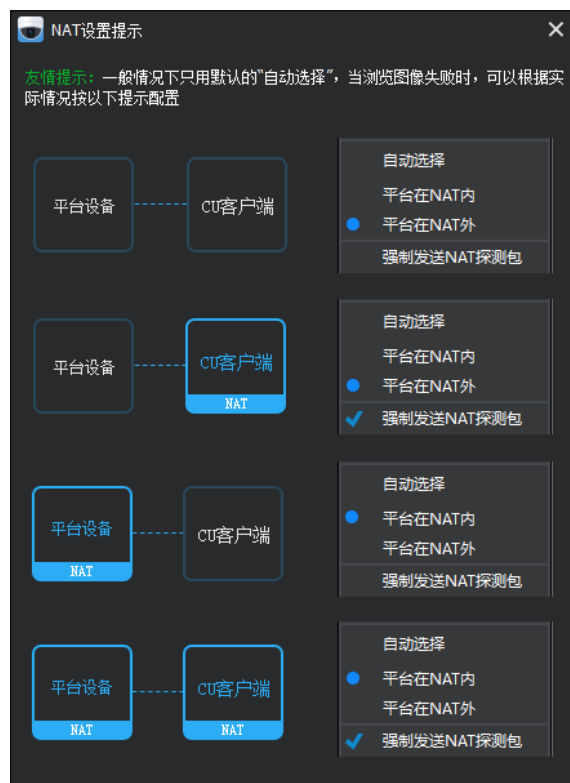 NAT设置提示
友情提示：一般情况下只用默认的"自动选择"，当浏览图像失败时，可以根据实
际情况按以下提示配置
平台设备
CU客户端
自动选择
平台在NAT内
平台在NAT外
强制发送NAT探测包
平台设备
CU客户端
NAT
自动选择
平台在NAT内
平台在NAT外
强制发送NAT探测包
平台设备
NAT
CU客户端
自动选择
平台在NAT内
平台在NAT外
强制发送NAT探测包
平台设备
NAT
CU客户端
NAT
自动选择
平台在NAT内
平台在NAT外
强制发送NAT探测包